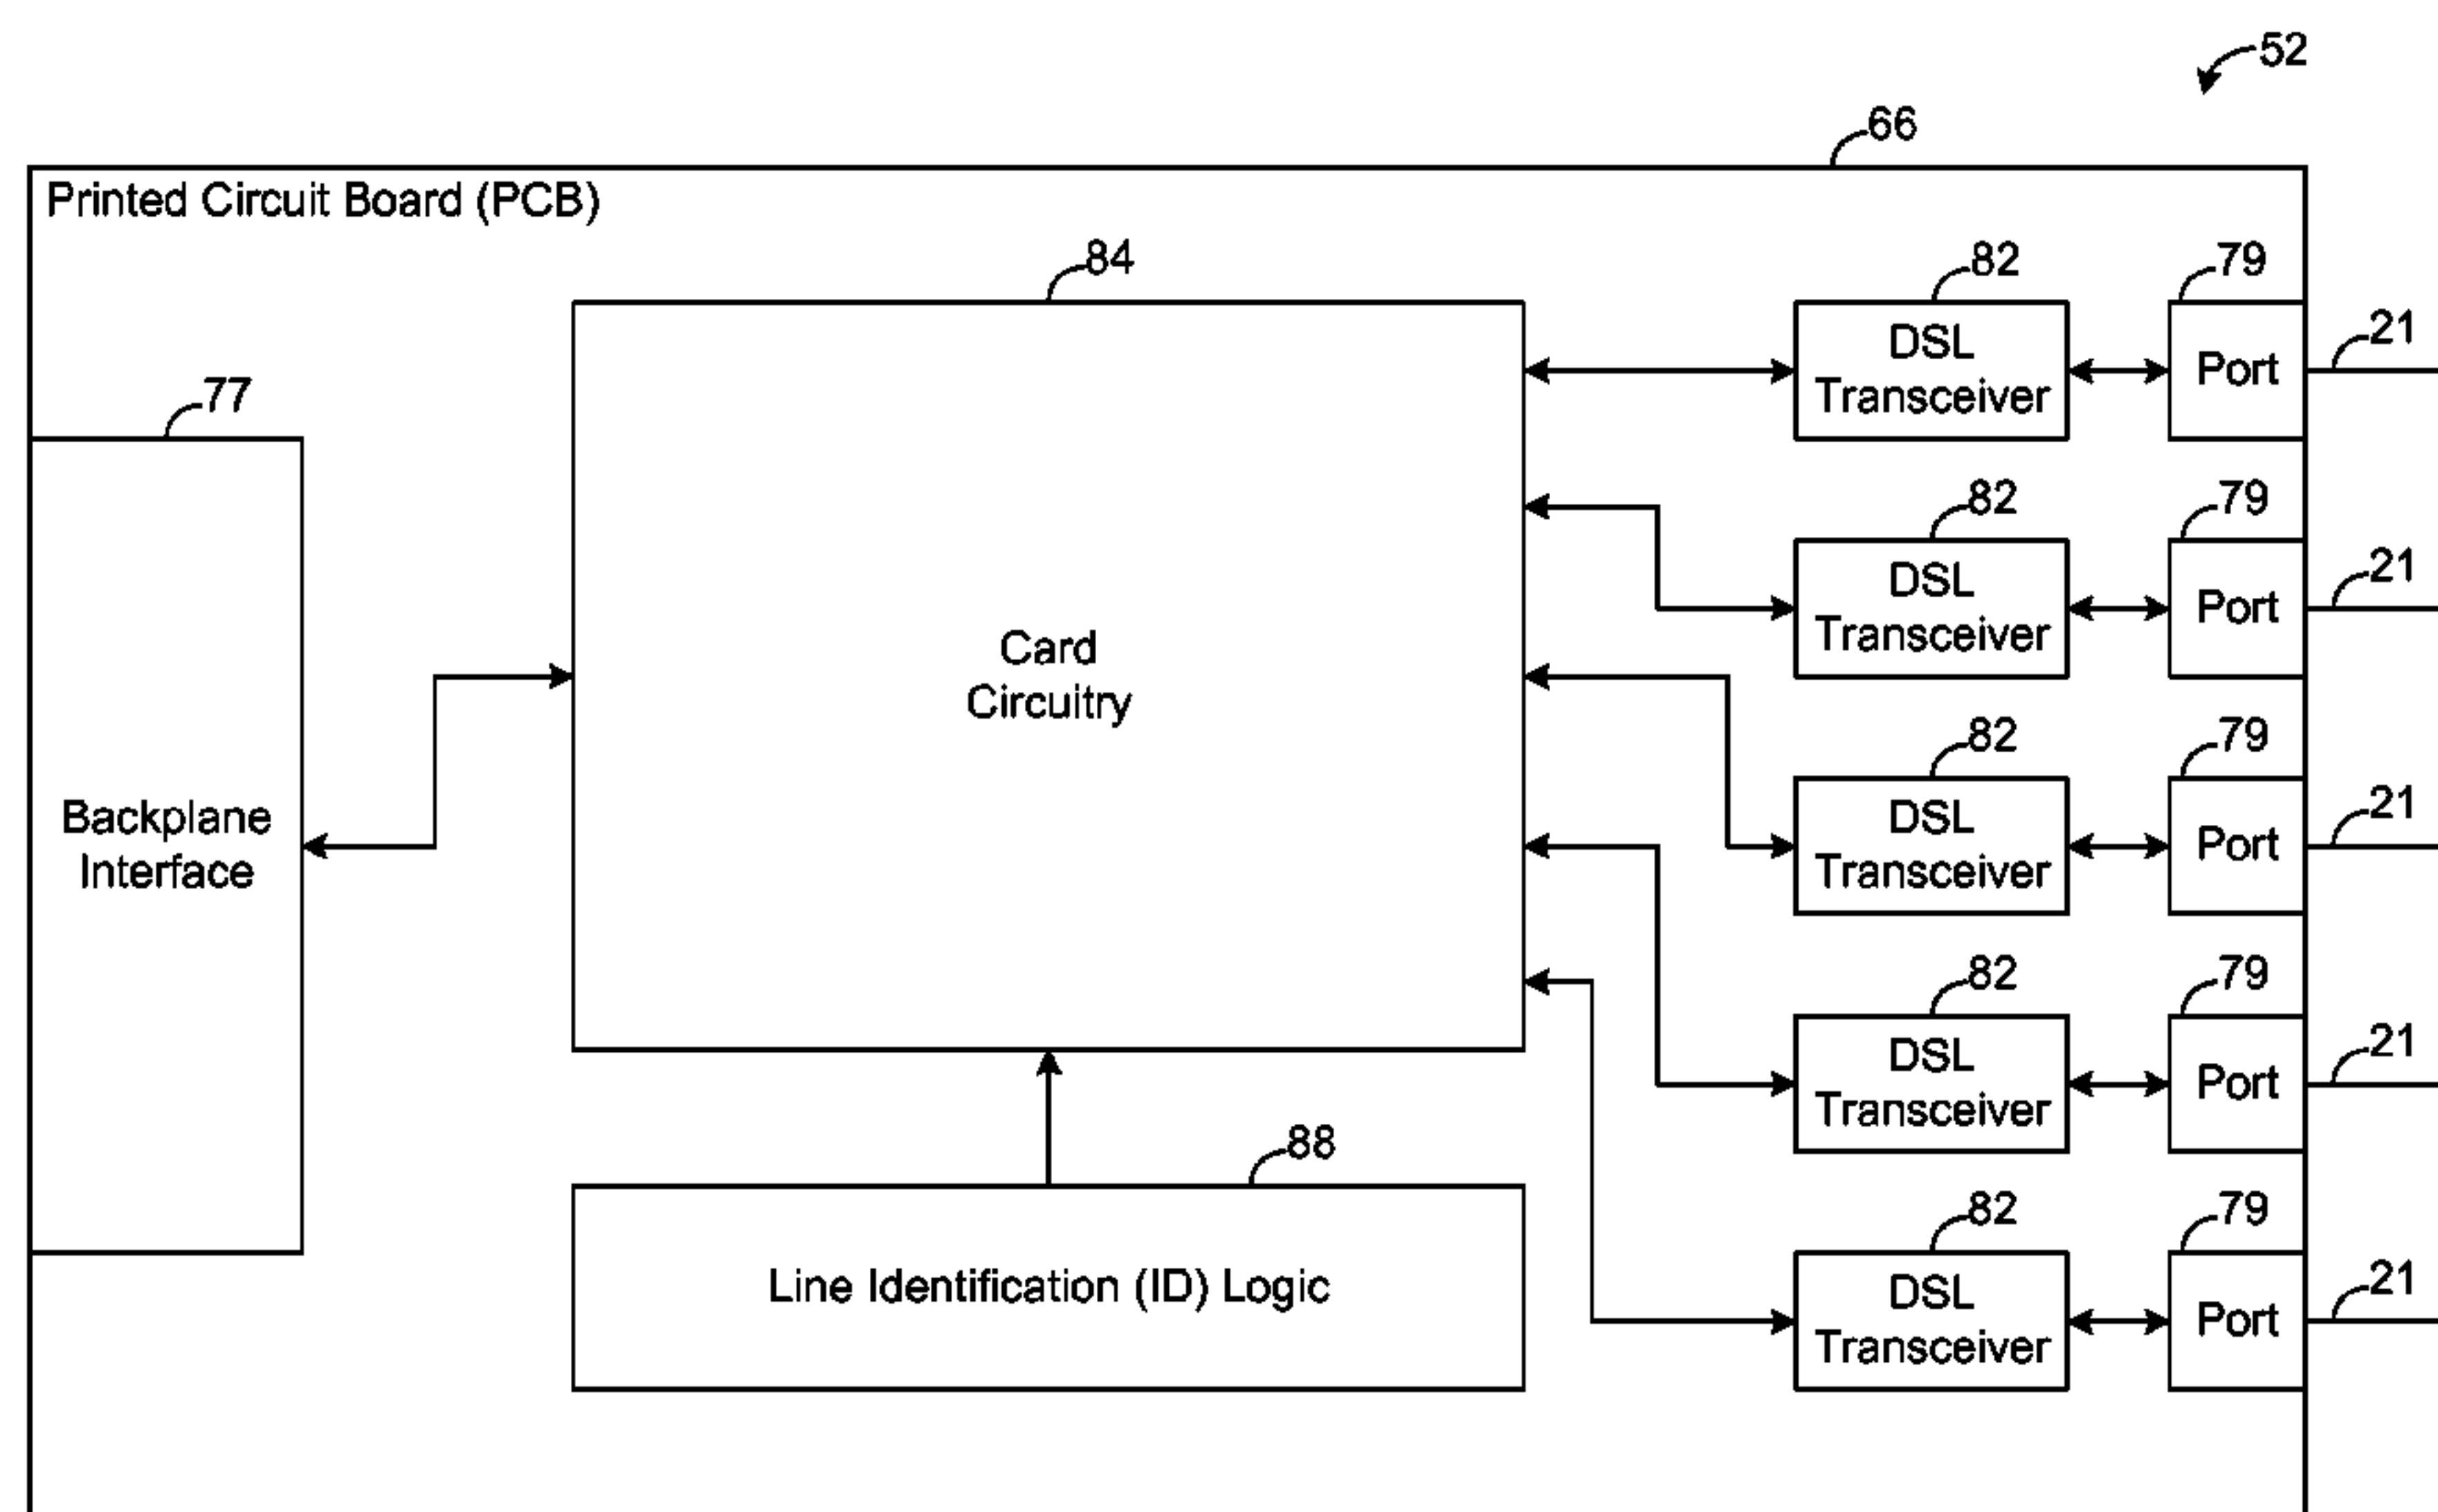 52
66
Printed Circuit Board (PCB)
84
82
79
21
DSL
Transceiver
Port
77
82
79
21
DSL
Transceiver
Port
Card
Circuitry
82
79
21
DSL
Transceiver
Port
Backplane
Interface
82
79
21
DSL
Transceiver
Port
88
82
79
21
Line Identification (ID) Logic
DSL
Transceiver
Port